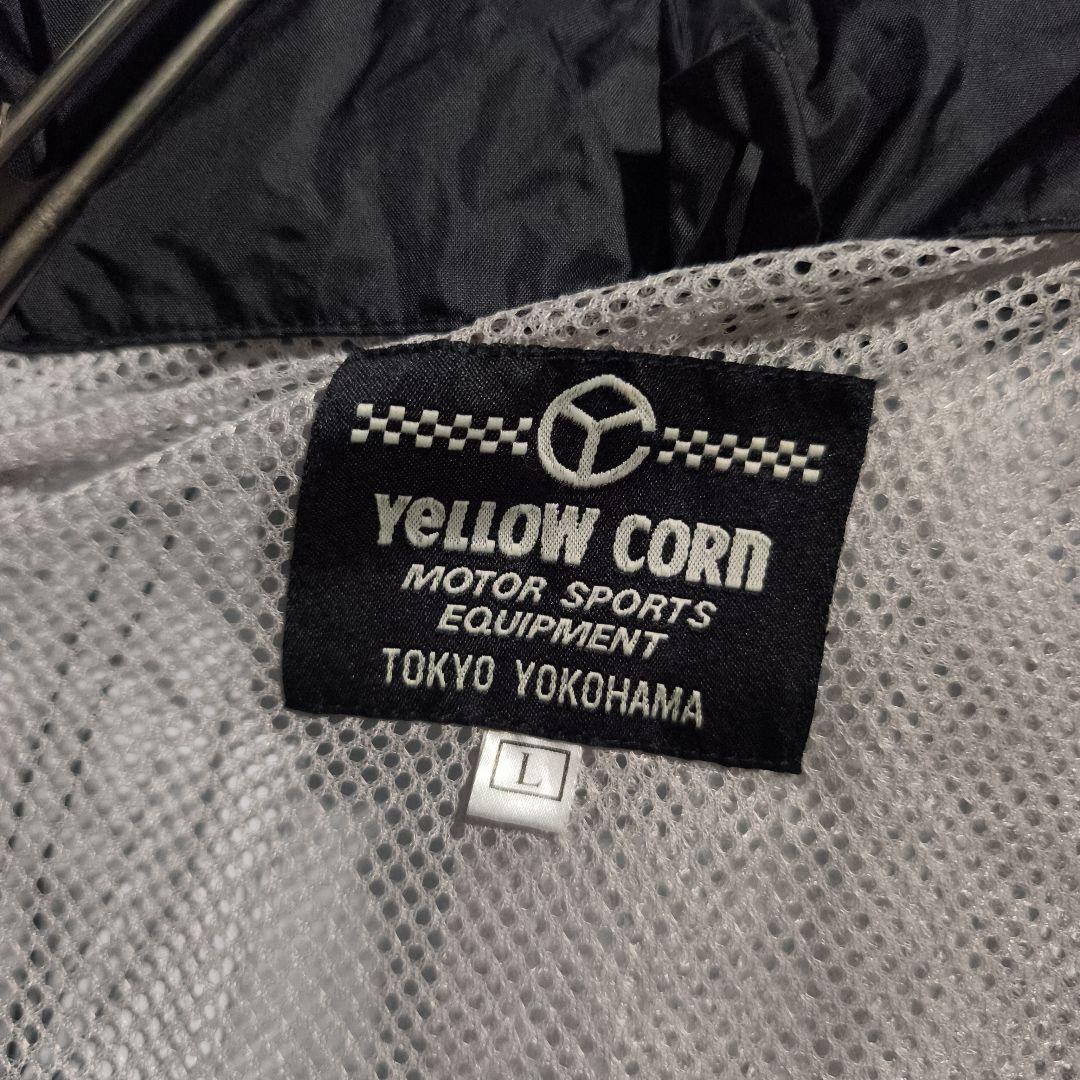 YeLLOW CORn
MOTOR SPORTS
EQUIPMENT
TOKYO YOKOHAMA
L